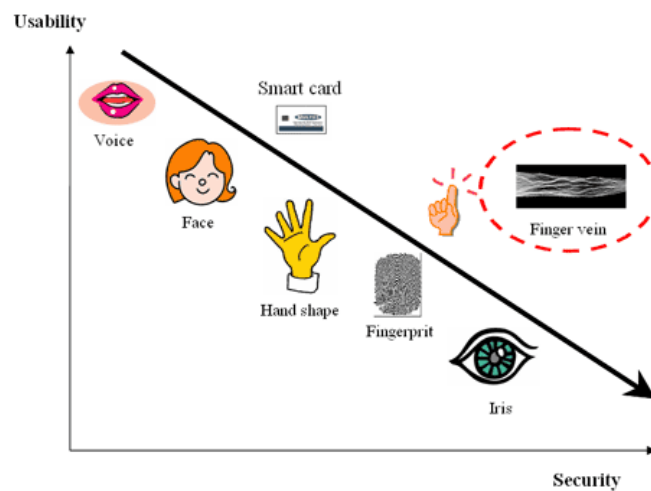 Usability
Smart card
Voice
Face
Finger vein
Hand shape
Fingerprit
Iris
Security